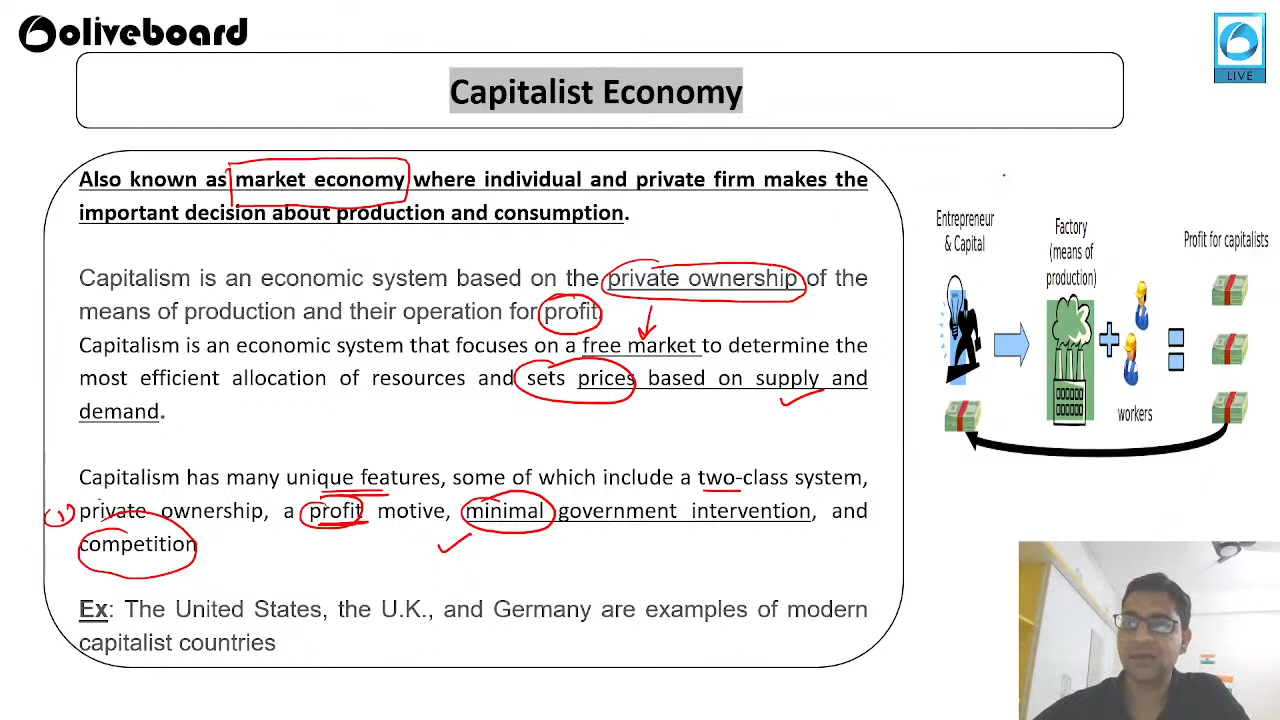 oliveboard
LIVE
Capitalist Economy
Also known as market economy where individual and private firm makes the
important decision about production and consumption.
Capitalism is an economic system based on the private ownership of the
means of production and their operation for profit.
Capitalism is an economic system that focuses on a free market to determine the
most efficient allocation of resources and sets prices based on supply and
demand.
Capitalism has many unique features, some of which include a two-class system,
private ownership, a profit motive, minimal government intervention, and
competition
Ex: The United States, the U.K., and Germany are examples of modern
capitalist countries
Entrepreneur
& Capital
Factory
(means of
production)
Profit for capitalists
workers